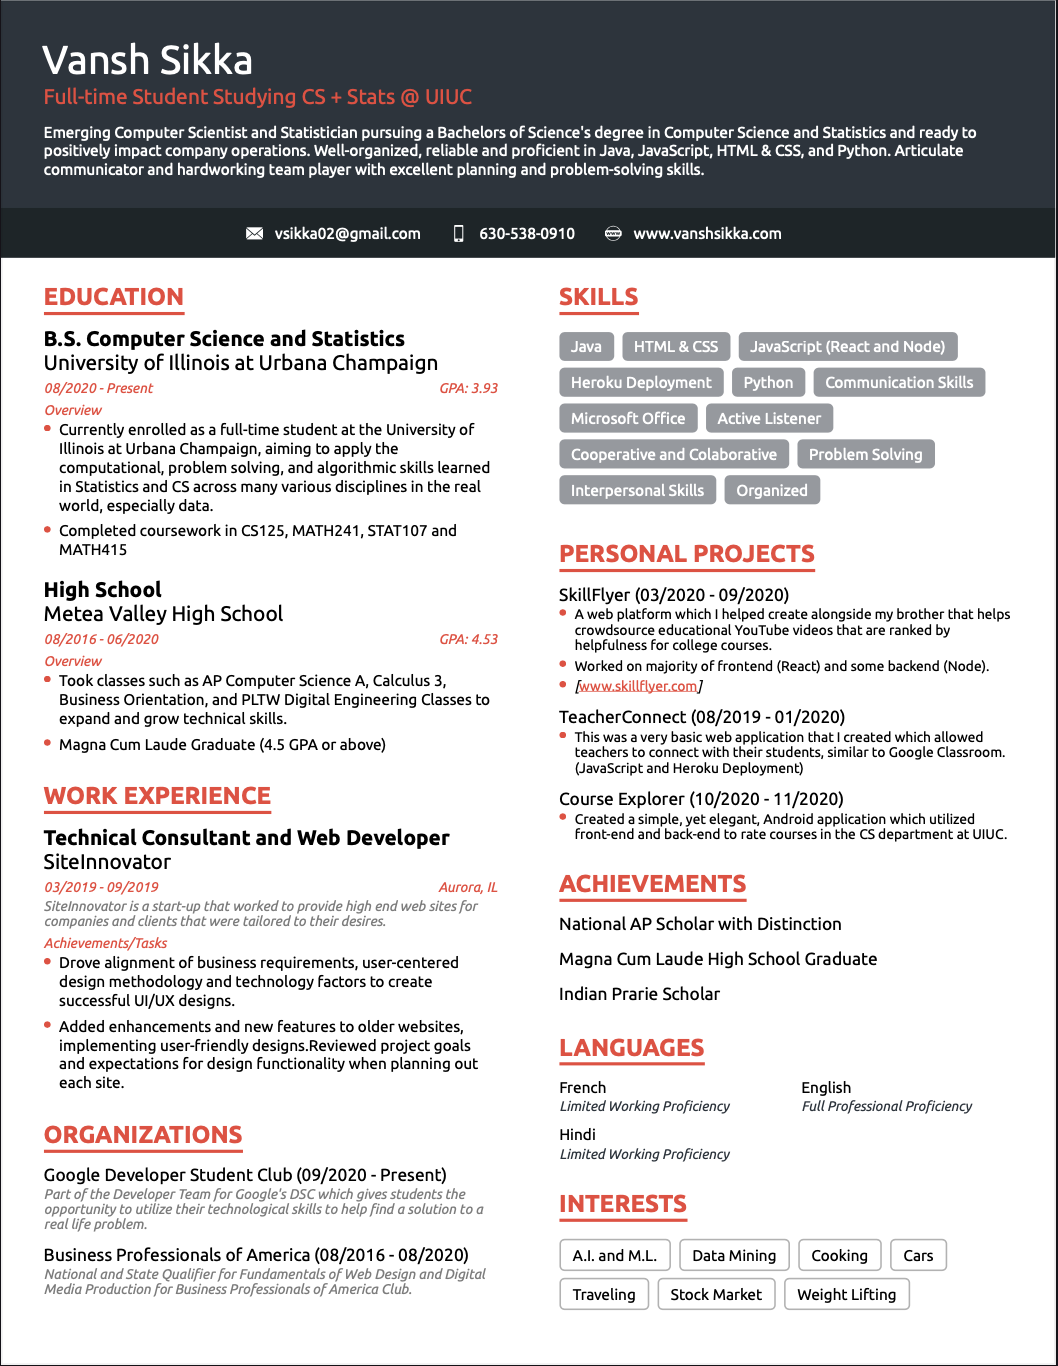 Vansh Sikka
Full-time Student Studying CS + Stats @ UIUC
Emerging Computer Scientist and Statistician pursuing a Bachelors of Science's degree in Computer Science and Statistics and ready to
positively impact company operations. Well-organized, reliable and proficient in Java, JavaScript, HTML & CSS, and Python. Articulate
communicator and hardworking team player with excellent planning and problem-solving skills.
vsikka02@gmail.com
630-538-0910
www.vanshsikka.com
EDUCATION
B.S. Computer Science and Statistics
University of Illinois at Urbana Champaign
08/2020 - Present GPA: 3.93
Overview
Currently enrolled as a full-time student at the University of
Illinois at Urbana Champaign, aiming to apply the
computational, problem solving, and algorithmic skills learned
in Statistics and CS across many various disciplines in the real
world, especially data.
Completed coursework in CS125, MATH241, STAT107 and
MATH415
High School
Metea Valley High School
08/2016 - 06/2020 GPA: 4.53
Overview
Took classes such as AP Computer Science A, Calculus 3,
Business Orientation, and PLTW Digital Engineering Classes to
expand and grow technical skills.
Magna Cum Laude Graduate (4.5 GPA or above)
WORK EXPERIENCE
Technical Consultant and Web Developer
SiteInnovator
03/2019 - 09/2019 Aurora, IL
SiteInnovator is a start-up that worked to provide high end web sites for
companies and clients that were tailored to their desires.
Achievements/Tasks
Drove alignment of business requirements, user-centered
design methodology and technology factors to create
successful UI/UX designs.
Added enhancements and new features to older websites,
implementing user-friendly designs.Reviewed project goals
and expectations for design functionality when planning out
each site.
ORGANIZATIONS
Google Developer Student Club (09/2020 - Present)
Part of the Developer Team for Google's DSC which gives students the
opportunity to utilize their technological skills to help find a solution to a
real life problem.
Business Professionals of America (08/2016 - 08/2020)
National and State Qualifier for Fundamentals of Web Design and Digital
Media Production for Business Professionals of America Club.
SKILLS
Java HTML & CSS JavaScript (React and Node)
Heroku Deployment Python Communication Skills
Microsoft Office Active Listener
Cooperative and Colaborative Problem Solving
Interpersonal Skills Organized
PERSONAL PROJECTS
SkillFlyer (03/2020 - 09/2020)
A web platform which I helped create alongside my brother that helps
crowdsource educational YouTube videos that are ranked by
helpfulness for college courses.
Worked on majority of frontend (React) and some backend (Node).
[www.skillflyer.com]
TeacherConnect (08/2019 - 01/2020)
This was a very basic web application that I created which allowed
teachers to connect with their students, similar to Google Classroom.
(JavaScript and Heroku Deployment)
Course Explorer (10/2020 - 11/2020)
Created a simple, yet elegant, Android application which utilized
front-end and back-end to rate courses in the CS department at UIUC.
ACHIEVEMENTS
National AP Scholar with Distinction
Magna Cum Laude High School Graduate
Indian Prarie Scholar
LANGUAGES
French English
Limited Working Proficiency Full Professional Proficiency
Hindi
Limited Working Proficiency
INTERESTS
A.I. and M.L. Data Mining Cooking Cars
Traveling Stock Market Weight Lifting